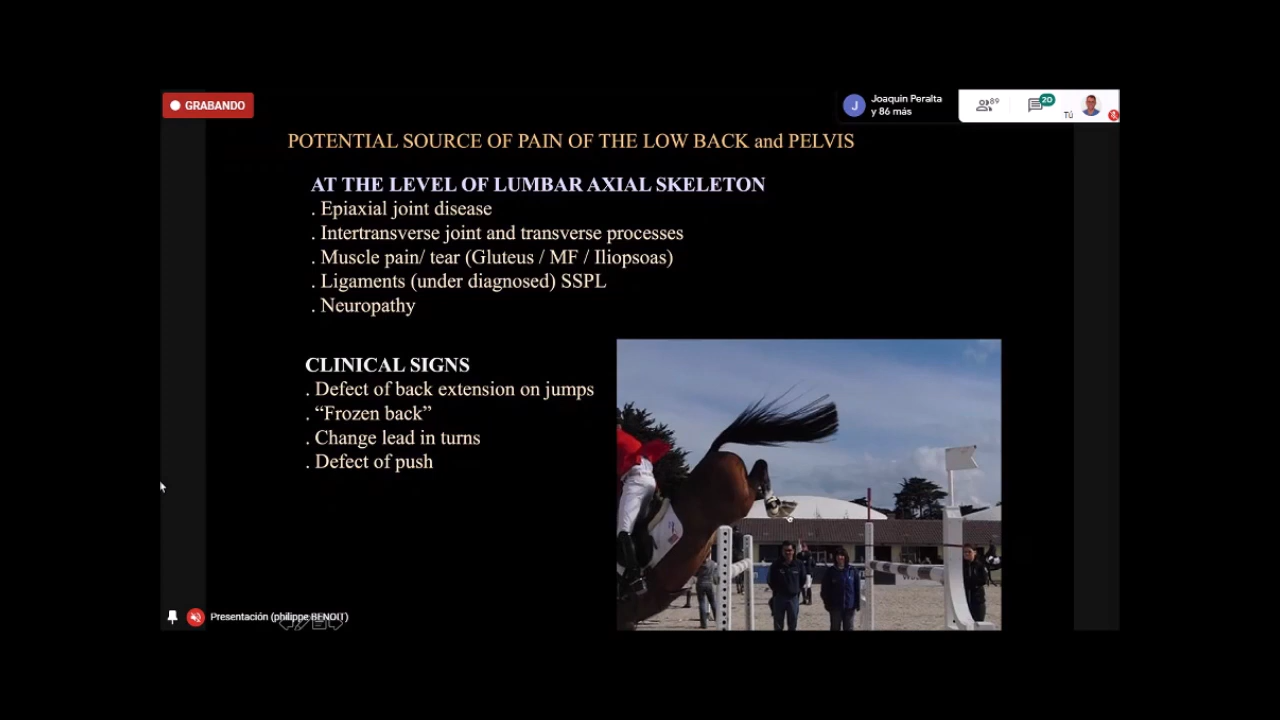 GRABANDO
J
Joaquin Peralta
y 86 más
89
20
Tú
POTENTIAL SOURCE OF PAIN OF THE LOW BACK and PELVIS
AT THE LEVEL OF LUMBAR AXIAL SKELETON
. Epiaxial joint disease
. Intertransverse joint and transverse processes
. Muscle pain/ tear (Gluteus / MF / Iliopsoas)
. Ligaments (under diagnosed) SSPL
. Neuropathy
CLINICAL SIGNS
. Defect of back extension on jumps
. “Frozen back”
. Change lead in turns
. Defect of push
Presentación (philippe BENOIT)